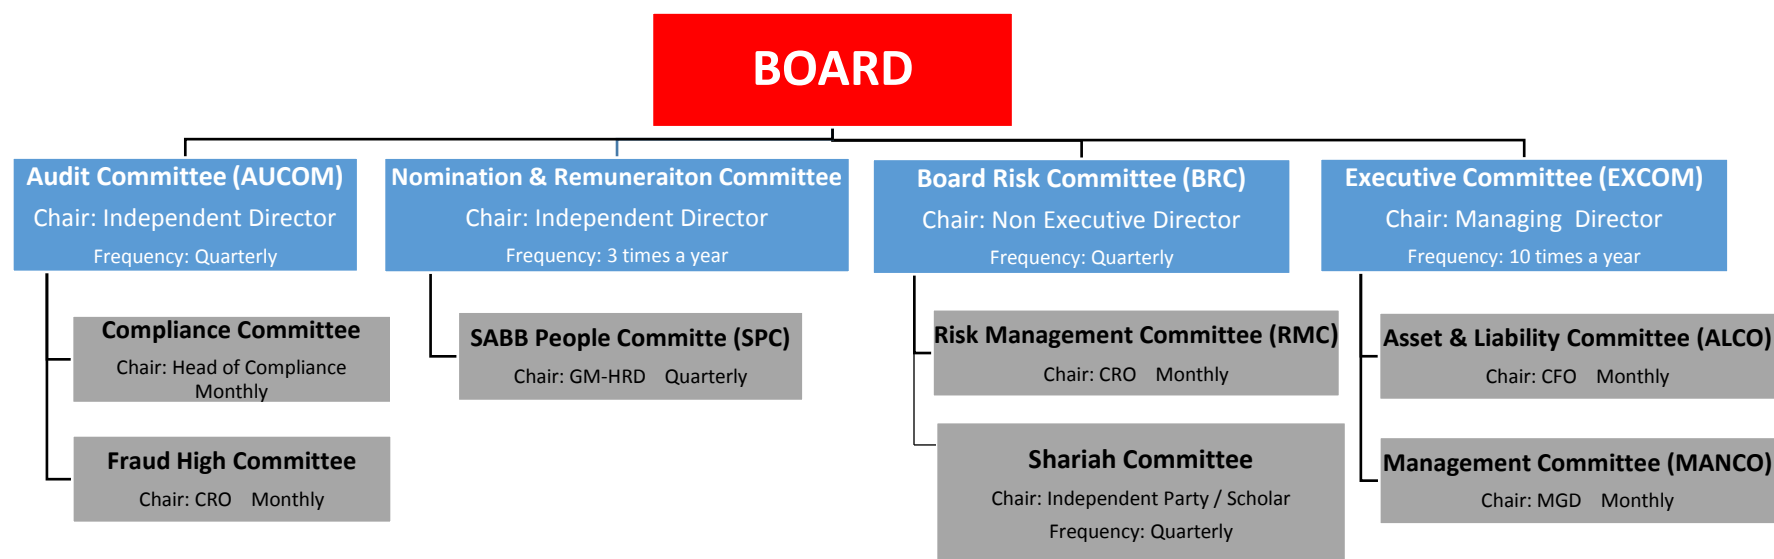 BOARD
Audit Committee (AUCOM)
Chair: Independent Director
Frequency: Quarterly
Nomination & Remuneraiton Committee
Chair: Independent Director
Frequency: 3 times a year
Board Risk Committee (BRC)
Chair: Non Executive Director
Frequency: Quarterly
Executive Committee (EXCOM)
Chair: Managing Director
Frequency: 10 times a year
Compliance Committee
Chair: Head of Compliance
Monthly
Fraud High Committee
Chair: CRO Monthly
SABB People Committe (SPC)
Chair: GM-HRD Quarterly
Risk Management Committee (RMC)
Chair: CRO Monthly
Shariah Committee
Chair: Independent Party / Scholar
Frequency: Quarterly
Asset & Liability Committee (ALCO)
Chair: CFO Monthly
Management Committee (MANCO)
Chair: MGD Monthly